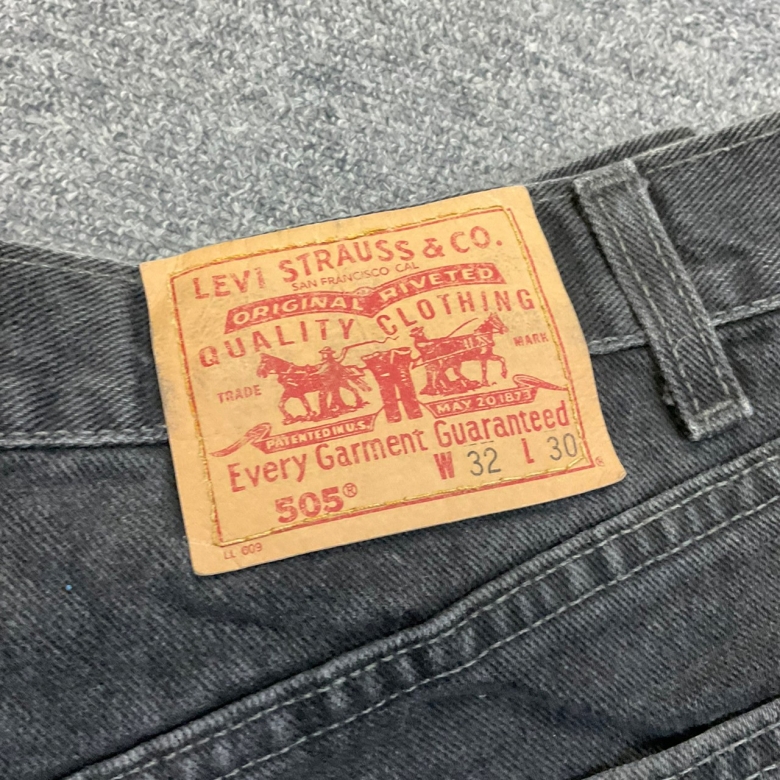 LEVI STRAUSS & CO.
SAN FRANCISCO CAL
ORIGINAL RIVETED
QUALITY CLOTHING
TRADE MARK
PATENTED IN U.S. MAY 20 1873
Every Garment Guaranteed
505® W 32 L 30
LL 009